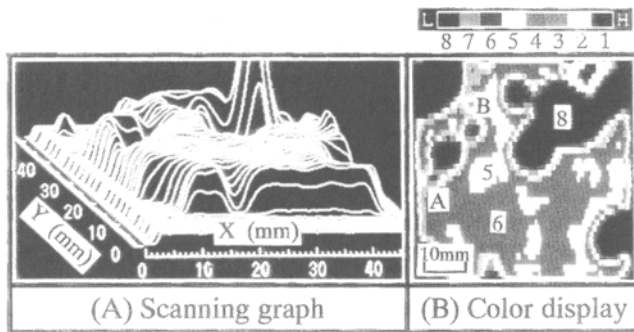 L H
8 7 6 5 4 3 2 1
B
8
5
A
6
10mm
40
30
20
10
0
Y (mm)
X (mm)
0 10 20 30 40
(A) Scanning graph
(B) Color display